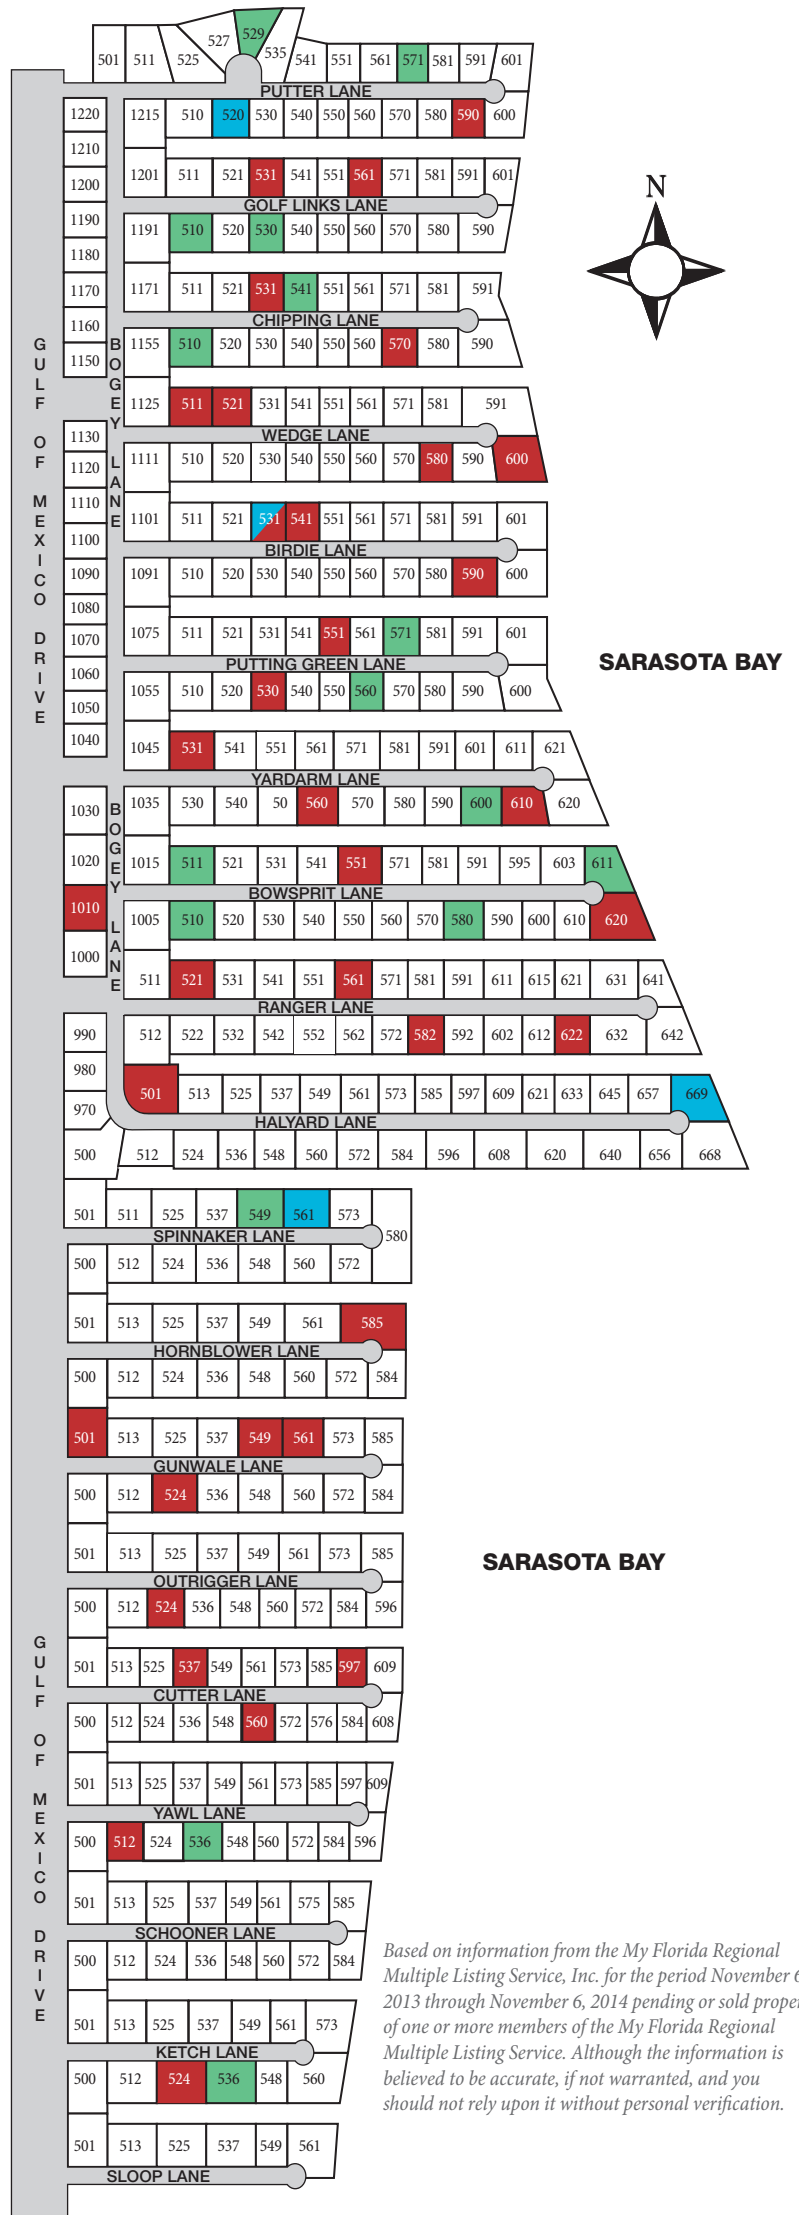 501 511 525 527 529 535 541 551 561 571 581 591 601
PUTTER LANE
1220 1215 510 520 530 540 550 560 570 580 590 600
1210
1200 1201 511 521 531 541 551 561 571 581 591 601
GOLF LINKS LANE
1190 1191 510 520 530 540 550 560 570 580 590
1180
1170 1171 511 521 531 541 551 561 571 581 591
CHIPPING LANE
1160
1150 1155 510 520 530 540 550 560 570 580 590
1125 511 521 531 541 551 561 571 581 591
WEDGE LANE
1130
1120 1111 510 520 530 540 550 560 570 580 590 600
1110
1100 1101 511 521 531 541 551 561 571 581 591 601
BIRDIE LANE
1090 1091 510 520 530 540 550 560 570 580 590 600
1080
1070 1075 511 521 531 541 551 561 571 581 591 601
PUTTING GREEN LANE
1060
1050 1055 510 520 530 540 550 560 570 580 590 600
1040 1045 531 541 551 561 571 581 591 601 611 621
YARDARM LANE
1030 1035 530 540 50 560 570 580 590 600 610 620
1020 1015 511 521 531 541 551 571 581 591 595 603 611
BOWSPRIT LANE
1010 1005 510 520 530 540 550 560 570 580 590 600 610 620
1000 511 521 531 541 551 561 571 581 591 611 615 621 631 641
RANGER LANE
990 512 522 532 542 552 562 572 582 592 602 612 622 632 642
980
970 501 513 525 537 549 561 573 585 597 609 621 633 645 657 669
HALYARD LANE
500 512 524 536 548 560 572 584 596 608 620 640 656 668
501 511 525 537 549 561 573 580
SPINNAKER LANE
500 512 524 536 548 560 572
501 513 525 537 549 561 585
HORNBLOWER LANE
500 512 524 536 548 560 572 584
501 513 525 537 549 561 573 585
GUNWALE LANE
500 512 524 536 548 560 572 584
501 513 525 537 549 561 573 585
OUTRIGGER LANE
500 512 524 536 548 560 572 584 596
501 513 525 537 549 561 573 585 597 609
CUTTER LANE
500 512 524 536 548 560 572 576 584 608
501 513 525 537 549 561 573 585 597 609
YAWL LANE
500 512 524 536 548 560 572 584 596
501 513 525 537 549 561 575 585
SCHOONER LANE
500 512 524 536 548 560 572 584
501 513 525 537 549 561 573
KETCH LANE
500 512 524 536 548 560
501 513 525 537 549 561
SLOOP LANE
GULF OF MEXICO DRIVE
BOGEY LANE
BOGEY LANE
GULF OF MEXICO DRIVE
N
SARASOTA BAY
SARASOTA BAY
Based on information from the My Florida Regional
Multiple Listing Service, Inc. for the period November 6
2013 through November 6, 2014 pending or sold proper
of one or more members of the My Florida Regional
Multiple Listing Service. Although the information is
believed to be accurate, if not warranted, and you
should not rely upon it without personal verification.